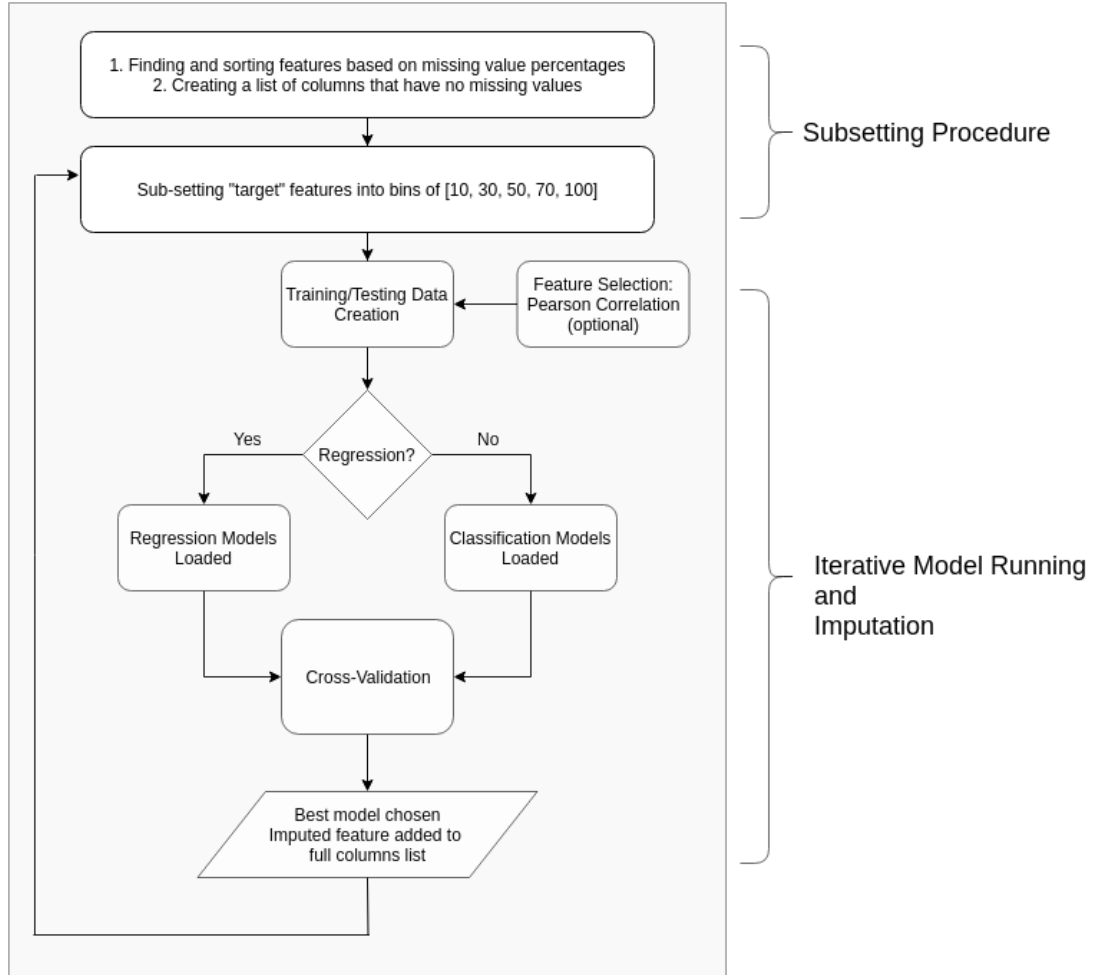 1. Finding and sorting features based on missing value percentages
2. Creating a list of columns that have no missing values
Subsetting Procedure
Sub-setting "target" features into bins of [10, 30, 50, 70, 100]
Training/Testing Data
Creation
Feature Selection:
Pearson Correlation
(optional)
Yes
No
Regression?
Regression Models
Loaded
Classification Models
Loaded
Iterative Model Running
and
Imputation
Cross-Validation
Best model chosen
Imputed feature added to
full columns list